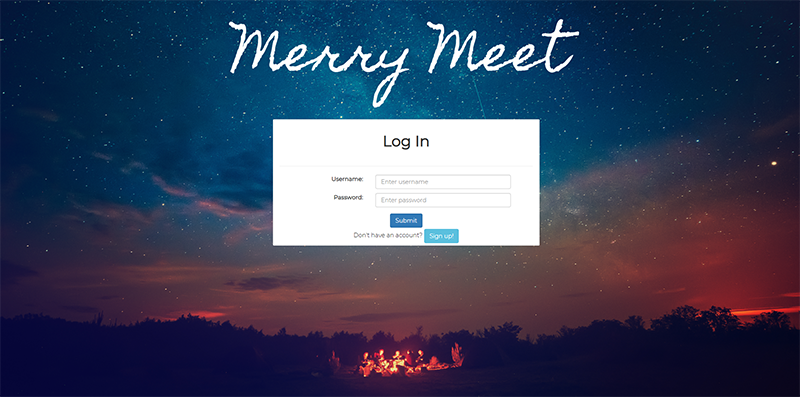 Merry Meet
Log In
Username: Enter username
Password: Enter password
Submit
Don't have an account? Sign up!